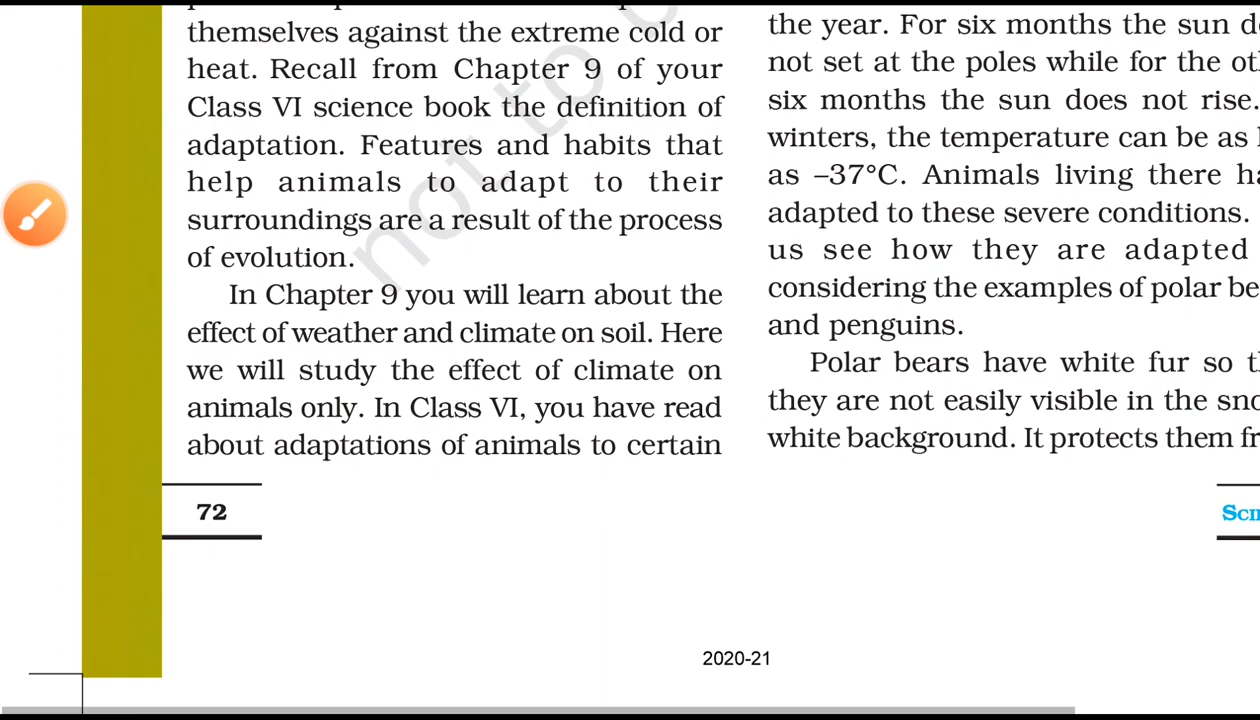 themselves against the extreme cold or
heat. Recall from Chapter 9 of your
Class VI science book the definition of
adaptation. Features and habits that
help animals to adapt to their
surroundings are a result of the process
of evolution.
In Chapter 9 you will learn about the
effect of weather and climate on soil. Here
we will study the effect of climate on
animals only. In Class VI, you have read
about adaptations of animals to certain
72
the year. For six months the sun
not set at the poles while for the
six months the sun does not rise.
winters, the temperature can be as
as –37°C. Animals living there
adapted to these severe conditions.
us see how they are adapted
considering the examples of polar
and penguins.
Polar bears have white fur so
they are not easily visible in the
white background. It protects them
not to
2020-21